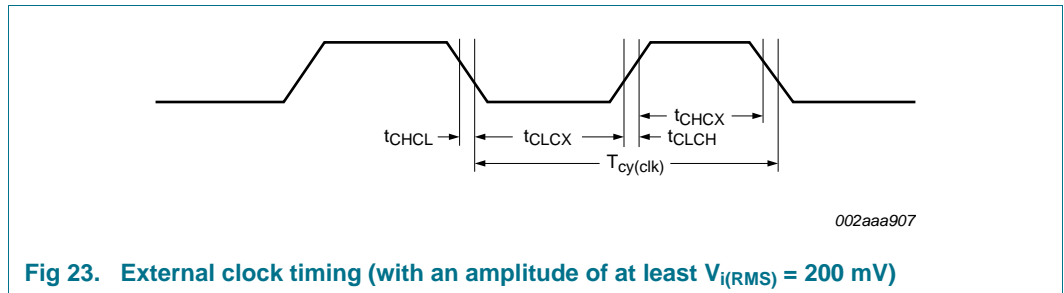 tCHCX
tCHCL
tCLCX
tCLCH
Tcy(clk)
002aaa907
Fig 23. External clock timing (with an amplitude of at least Vi(RMS) = 200 mV)